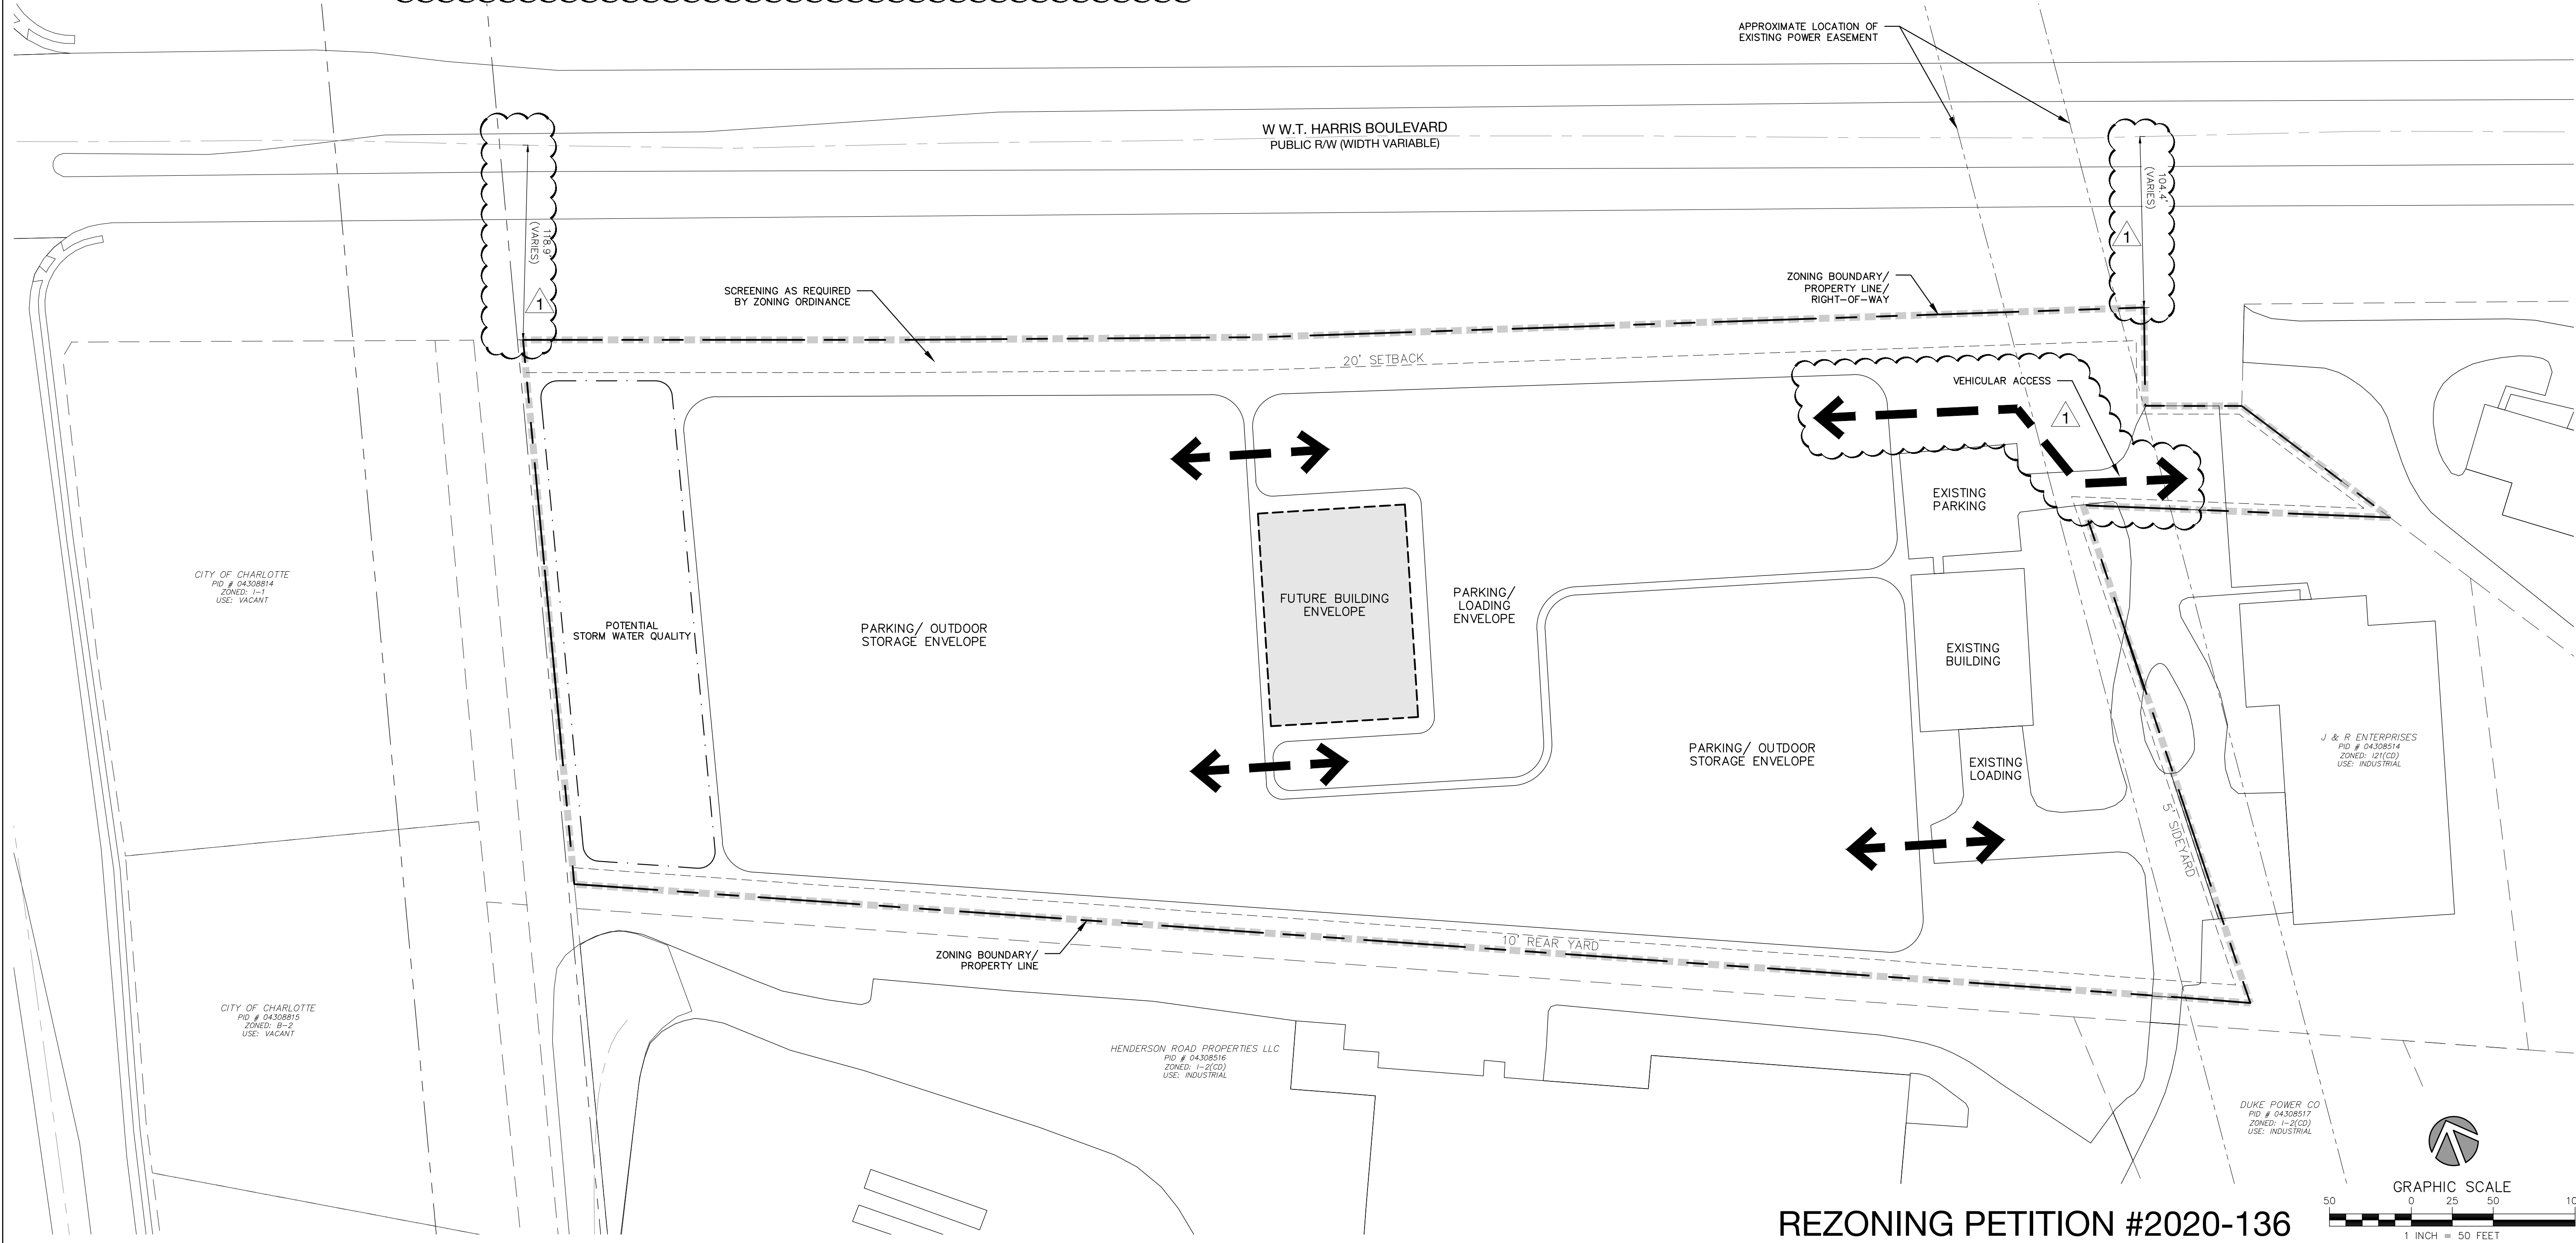 APPROXIMATE LOCATION OF
EXISTING POWER EASEMENT
W W.T. HARRIS BOULEVARD
PUBLIC R/W (WIDTH VARIABLE)
118.9'
(VARIES)
1
104.4'
(VARIES)
1
SCREENING AS REQUIRED
BY ZONING ORDINANCE
ZONING BOUNDARY/
PROPERTY LINE/
RIGHT-OF-WAY
20' SETBACK
VEHICULAR ACCESS
1
EXISTING
PARKING
CITY OF CHARLOTTE
PID # 04308814
ZONED: I-1
USE: VACANT
POTENTIAL
STORM WATER QUALITY
PARKING/ OUTDOOR
STORAGE ENVELOPE
FUTURE BUILDING
ENVELOPE
PARKING/
LOADING
ENVELOPE
EXISTING
BUILDING
PARKING/ OUTDOOR
STORAGE ENVELOPE
EXISTING
LOADING
J & R ENTERPRISES
PID # 04308514
ZONED: I21(CD)
USE: INDUSTRIAL
5' SIDEYARD
10' REAR YARD
ZONING BOUNDARY/
PROPERTY LINE
CITY OF CHARLOTTE
PID # 04308815
ZONED: B-2
USE: VACANT
HENDERSON ROAD PROPERTIES LLC
PID # 04308516
ZONED: I-2(CD)
USE: INDUSTRIAL
DUKE POWER CO
PID # 04308517
ZONED: I-2(CD)
USE: INDUSTRIAL
GRAPHIC SCALE
50 0 25 50
1 INCH = 50 FEET
REZONING PETITION #2020-136